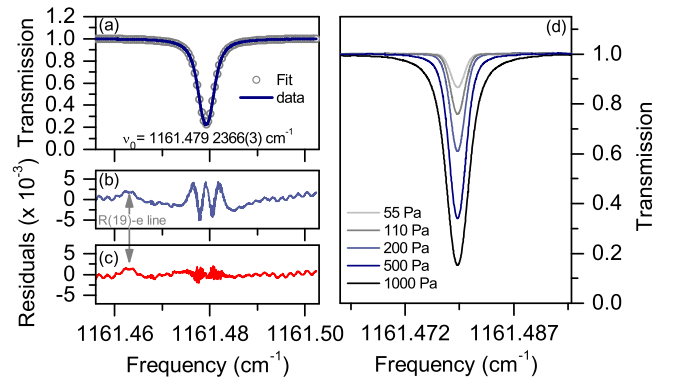 (a)
1.2
1.0
0.8
0.6
0.4
0.2
0.0
Transmission
Fit
data
ν₀= 1161.479 2366(3) cm⁻¹
(b)
5
0
-5
R(19)-e line
(c)
5
0
-5
Residuals (x 10⁻³)
1161.46
1161.48
1161.50
Frequency (cm⁻¹)
(d)
1.0
0.8
0.6
0.4
0.2
0.0
Transmission
55 Pa
110 Pa
200 Pa
500 Pa
1000 Pa
1161.472
1161.487
Frequency (cm⁻¹)